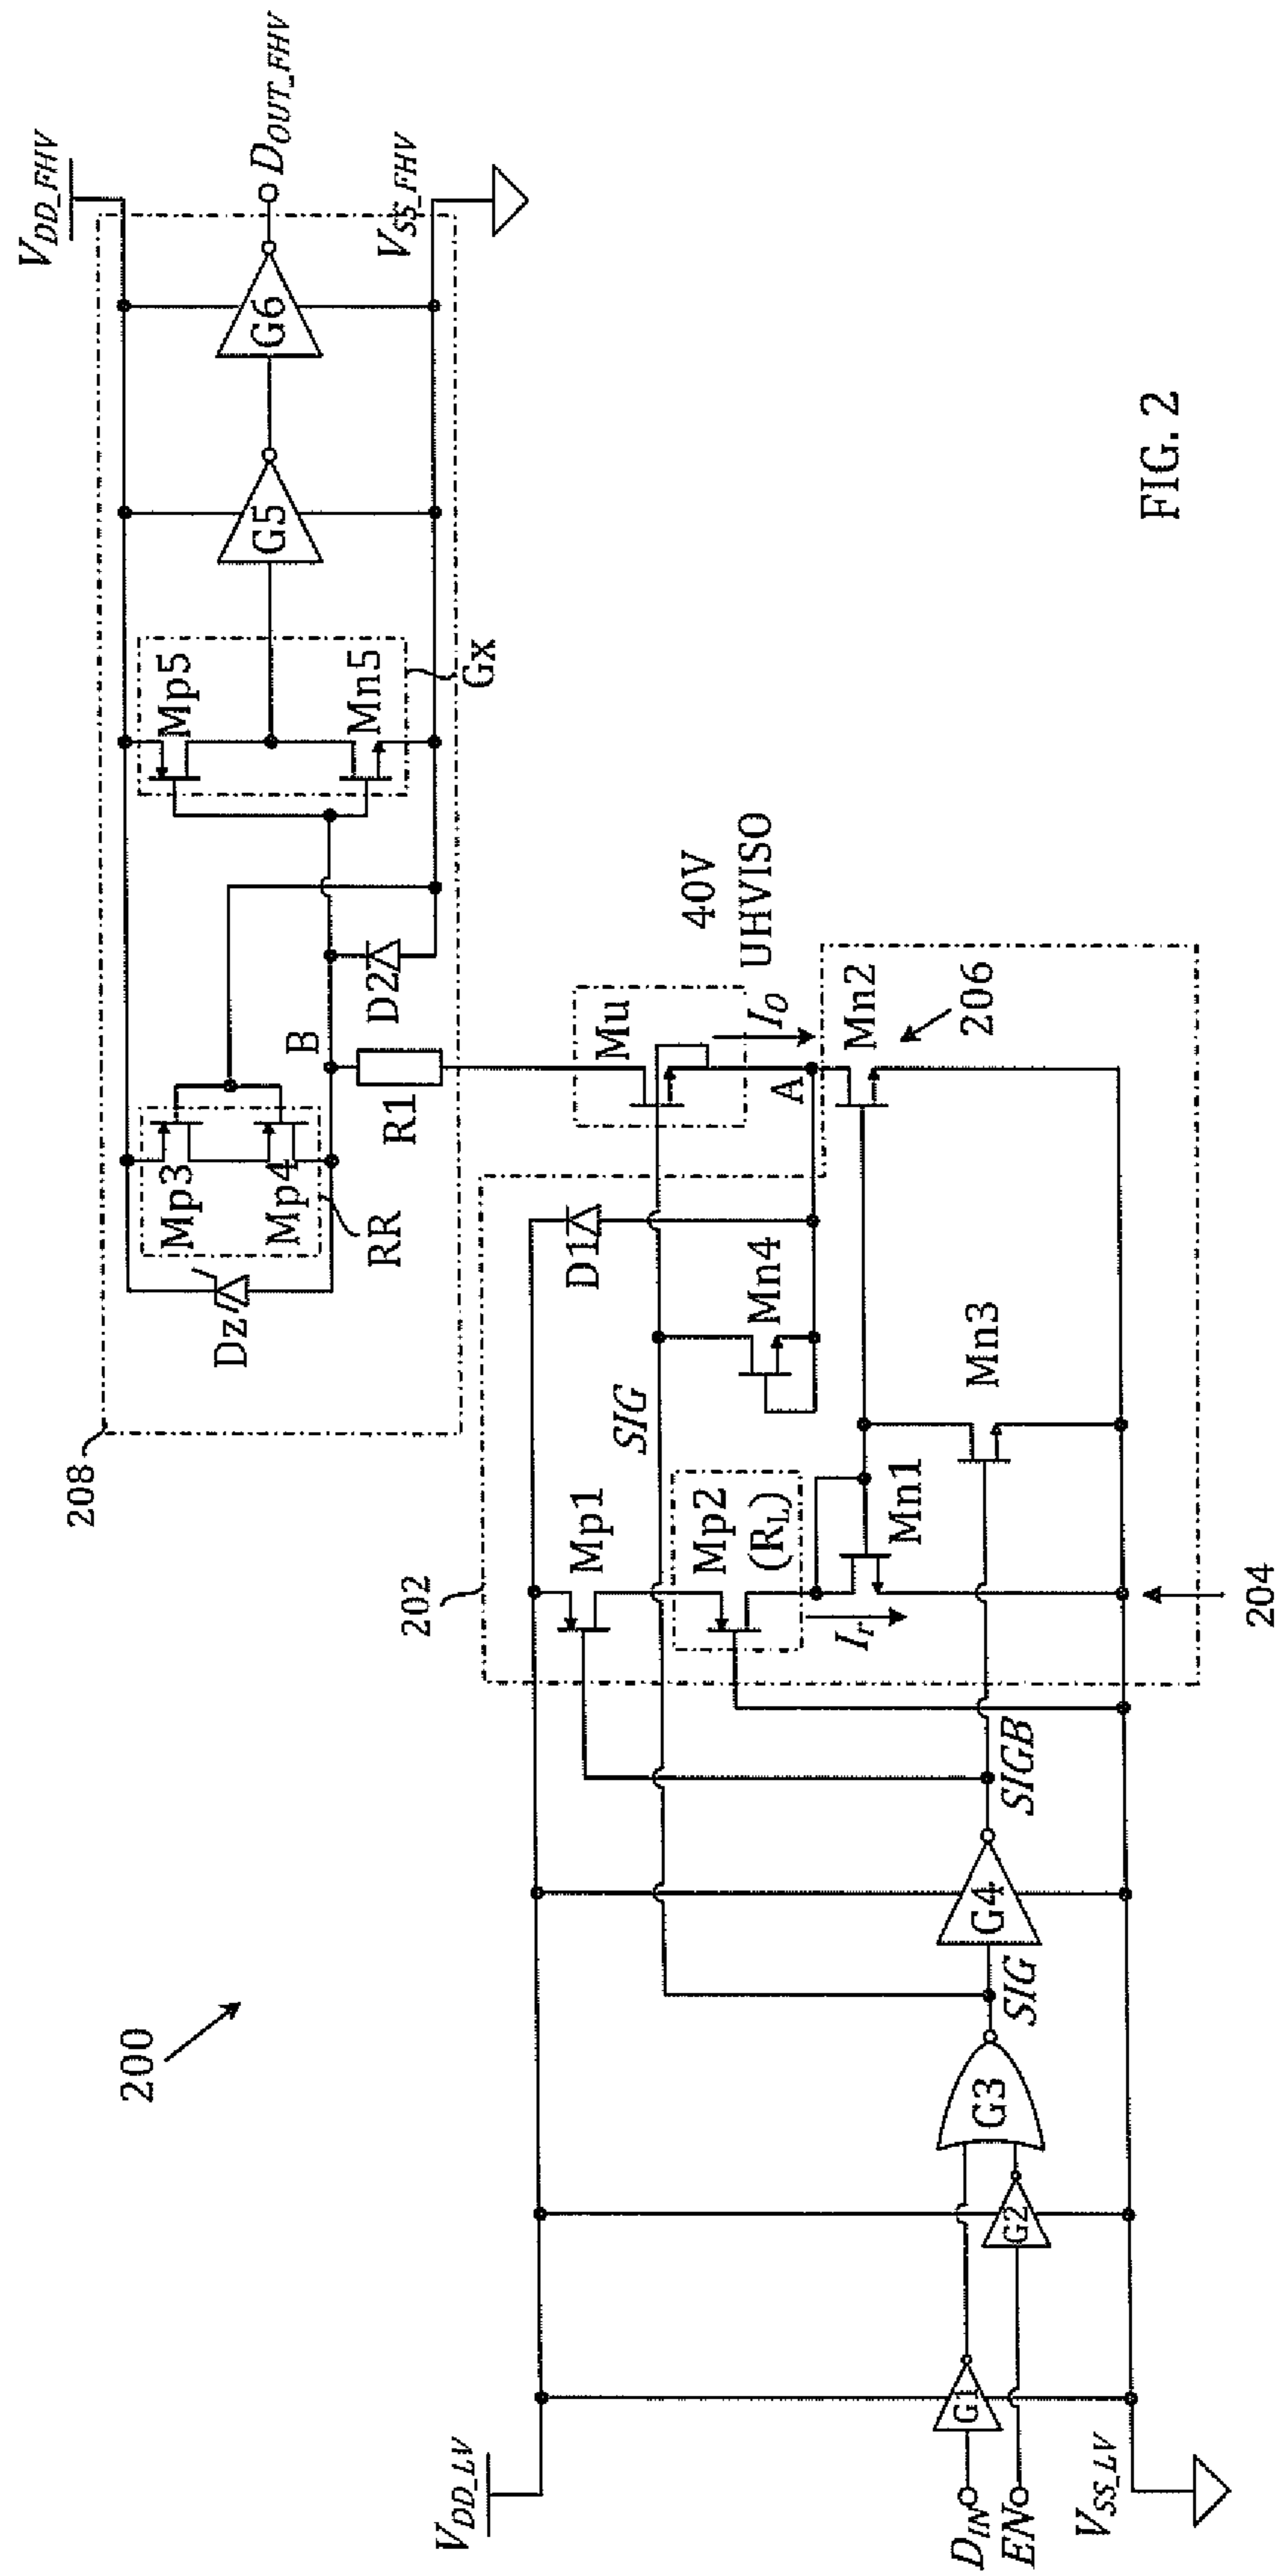 200
V_DD_LV
D_IN
EN
V_SS_LV
G1
G2
G3
SIG
G4
SIGB
202
204
Mp1
Mp2
(R_L)
I_r
Mn1
Mn3
SIG
Mn4
D1
A
Mn2
206
Mu
I_O
40V
UHVISO
208
Dz
Mp3
Mp4
RR
R1
B
D2
Mp5
Mn5
Gx
G5
G6
V_DD_FHV
D_OUT_FHV
V_SS_FHV
FIG. 2